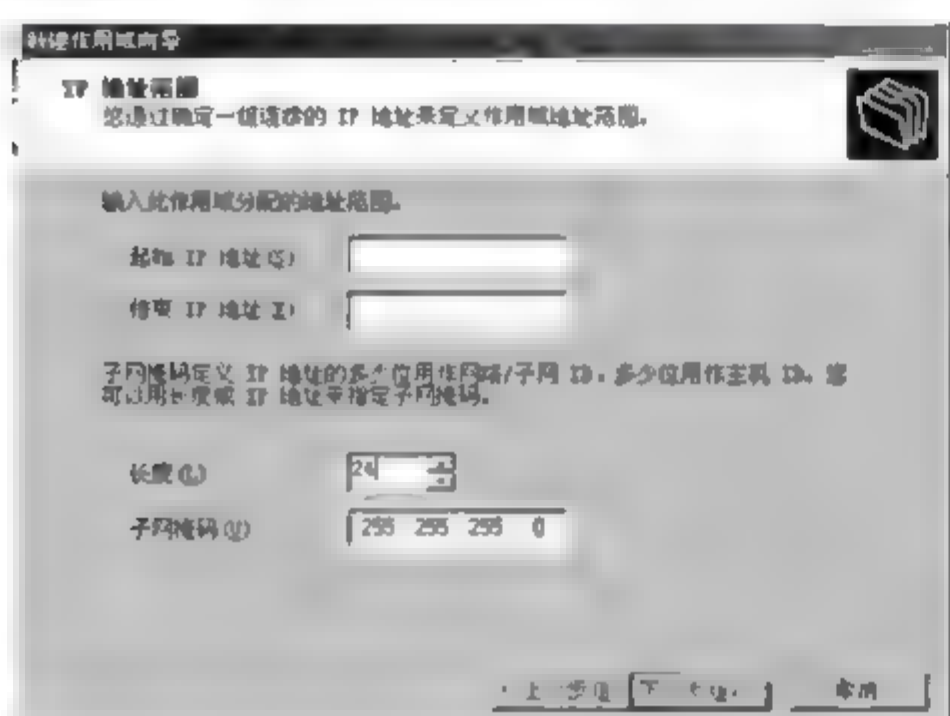 新建作用域向导
IP 地址范围
您通过确定一组连续的 IP 地址来定义作用域地址范围。
输入此作用域分配的地址范围。
起始 IP 地址(S)
结束 IP 地址(E)
子网掩码定义 IP 地址的多少位用作网络/子网 ID，多少位用作主机 ID。您
可以用长度或 IP 地址来指定子网掩码。
长度(L)
24
子网掩码(U)
255 255 255 0
上一步(B)
下一步(N)
取消